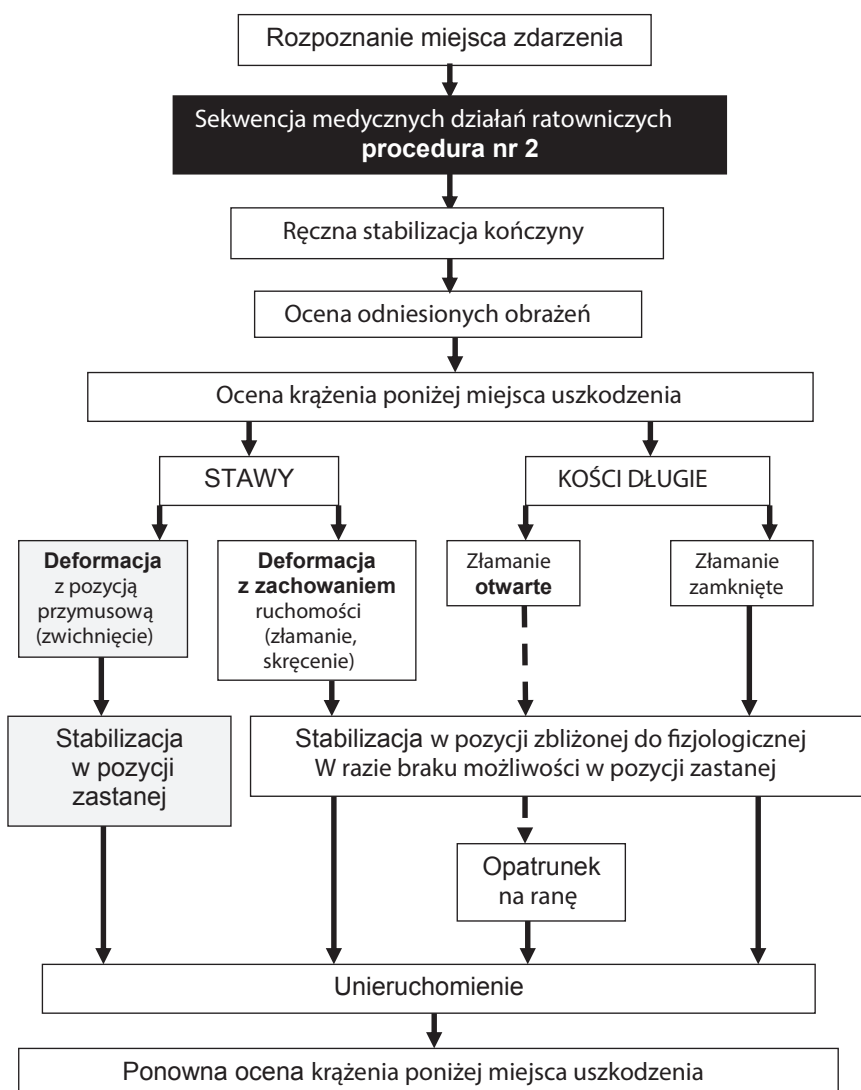 Rozpoznanie miejsca zdarzenia
Sekwencja medycznych działań ratowniczych
procedura nr 2
Ręczna stabilizacja kończyny
Ocena odniesionych obrażeń
Ocena krążenia poniżej miejsca uszkodzenia
STAWY
KOŚCI DŁUGIE
Deformacja
z pozycją
przymusową
(zwichnięcie)
Deformacja
z zachowaniem
ruchomości
(złamanie,
skręcenie)
Złamanie
otwarte
Złamanie
zamknięte
Stabilizacja
w pozycji
zastanej
Stabilizacja w pozycji zbliżonej do fizjologicznej
W razie braku możliwości w pozycji zastanej
Opatrunek
na ranę
Unieruchomienie
Ponowna ocena krążenia poniżej miejsca uszkodzenia